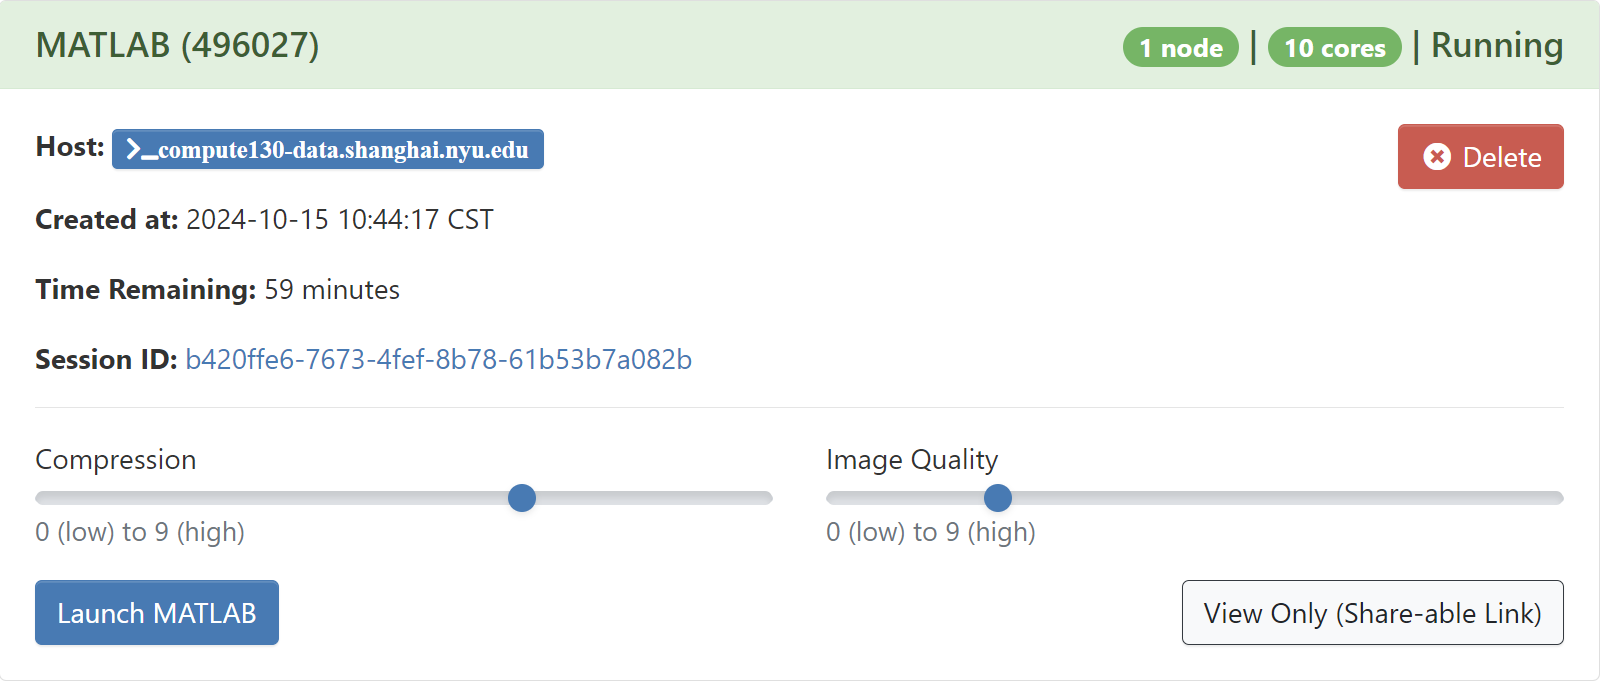 MATLAB (496027)
1 node | 10 cores | Running
Host: >_compute130-data.shanghai.nyu.edu
Delete
Created at: 2024-10-15 10:44:17 CST
Time Remaining: 59 minutes
Session ID: b420ffe6-7673-4fef-8b78-61b53b7a082b
Compression
0 (low) to 9 (high)
Image Quality
0 (low) to 9 (high)
Launch MATLAB
View Only (Share-able Link)